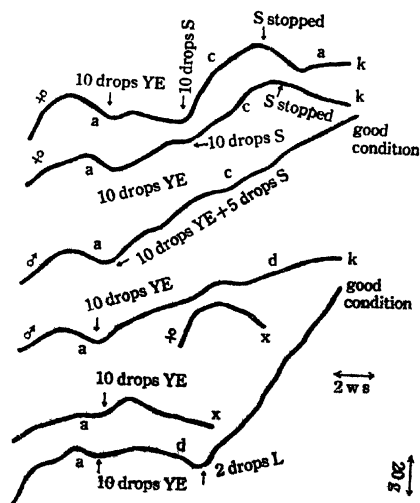 S stopped
10 drops S
c
a
k
10 drops YE
♀
a
c
S stopped
k
♀
a
10 drops S
good
condition
10 drops YE
c
10 drops YE+5 drops S
♂
a
d
k
10 drops YE
good
condition
♂
a
♀
x
2 w s
10 drops YE
a
x
a
d
2 drops L
10 drops YE
20 g